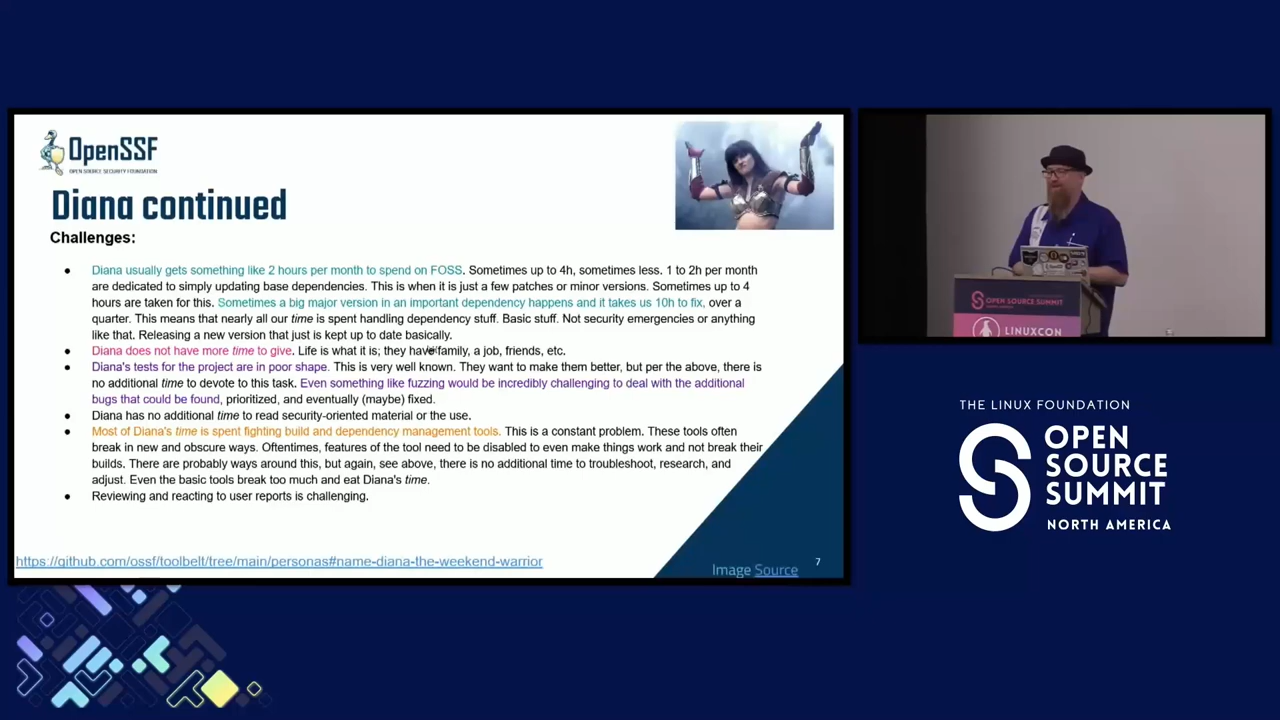 OpenSSF
OPEN SOURCE SECURITY FOUNDATION
Diana continued
Challenges:
● Diana usually gets something like 2 hours per month to spend on FOSS. Sometimes up to 4h, sometimes less. 1 to 2h per month
are dedicated to simply updating base dependencies. This is when it is just a few patches or minor versions. Sometimes up to 4
hours are taken for this. Sometimes a big major version in an important dependency happens and it takes us 10h to fix, over a
quarter. This means that nearly all our time is spent handling dependency stuff. Basic stuff. Not security emergencies or anything
like that. Releasing a new version that just is kept up to date basically.
● Diana does not have more time to give. Life is what it is; they have family, a job, friends, etc.
● Diana's tests for the project are in poor shape. This is very well known. They want to make them better, but per the above, there is
no additional time to devote to this task. Even something like fuzzing would be incredibly challenging to deal with the additional
bugs that could be found, prioritized, and eventually (maybe) fixed.
● Diana has no additional time to read security-oriented material or the use.
● Most of Diana's time is spent fighting build and dependency management tools. This is a constant problem. These tools often
break in new and obscure ways. Oftentimes, features of the tool need to be disabled to even make things work and not break their
builds. There are probably ways around this, but again, see above, there is no additional time to troubleshoot, research, and
adjust. Even the basic tools break too much and eat Diana's time.
● Reviewing and reacting to user reports is challenging.
https://github.com/ossf/toolbelt/tree/main/personas#name-diana-the-weekend-warrior
Image Source
7
OPEN SOURCE SUMMIT
LINUXCON
THE LINUX FOUNDATION
OPEN
SOURCE
SUMMIT
NORTH AMERICA